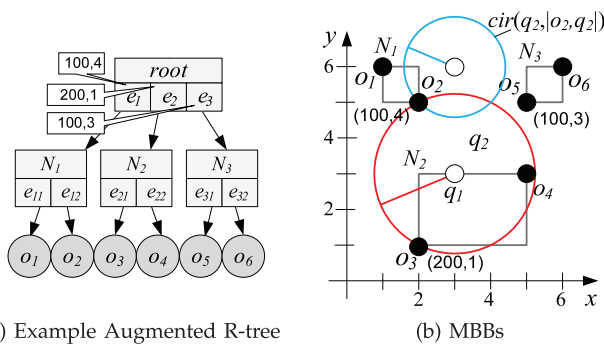 100,4
200,1
100,3
root
e1 e2 e3
N1 N2 N3
e11 e12 e21 e22 e31 e32
o1 o2 o3 o4 o5 o6
) Example Augmented R-tree
cir(q2,|o2,q2|)
y
N1 N3
6
o1 o2 o5 o6
(100,4) (100,3)
4
q2
N2
q1 o4
2
o3 (200,1)
2 4 6 x
(b) MBBs